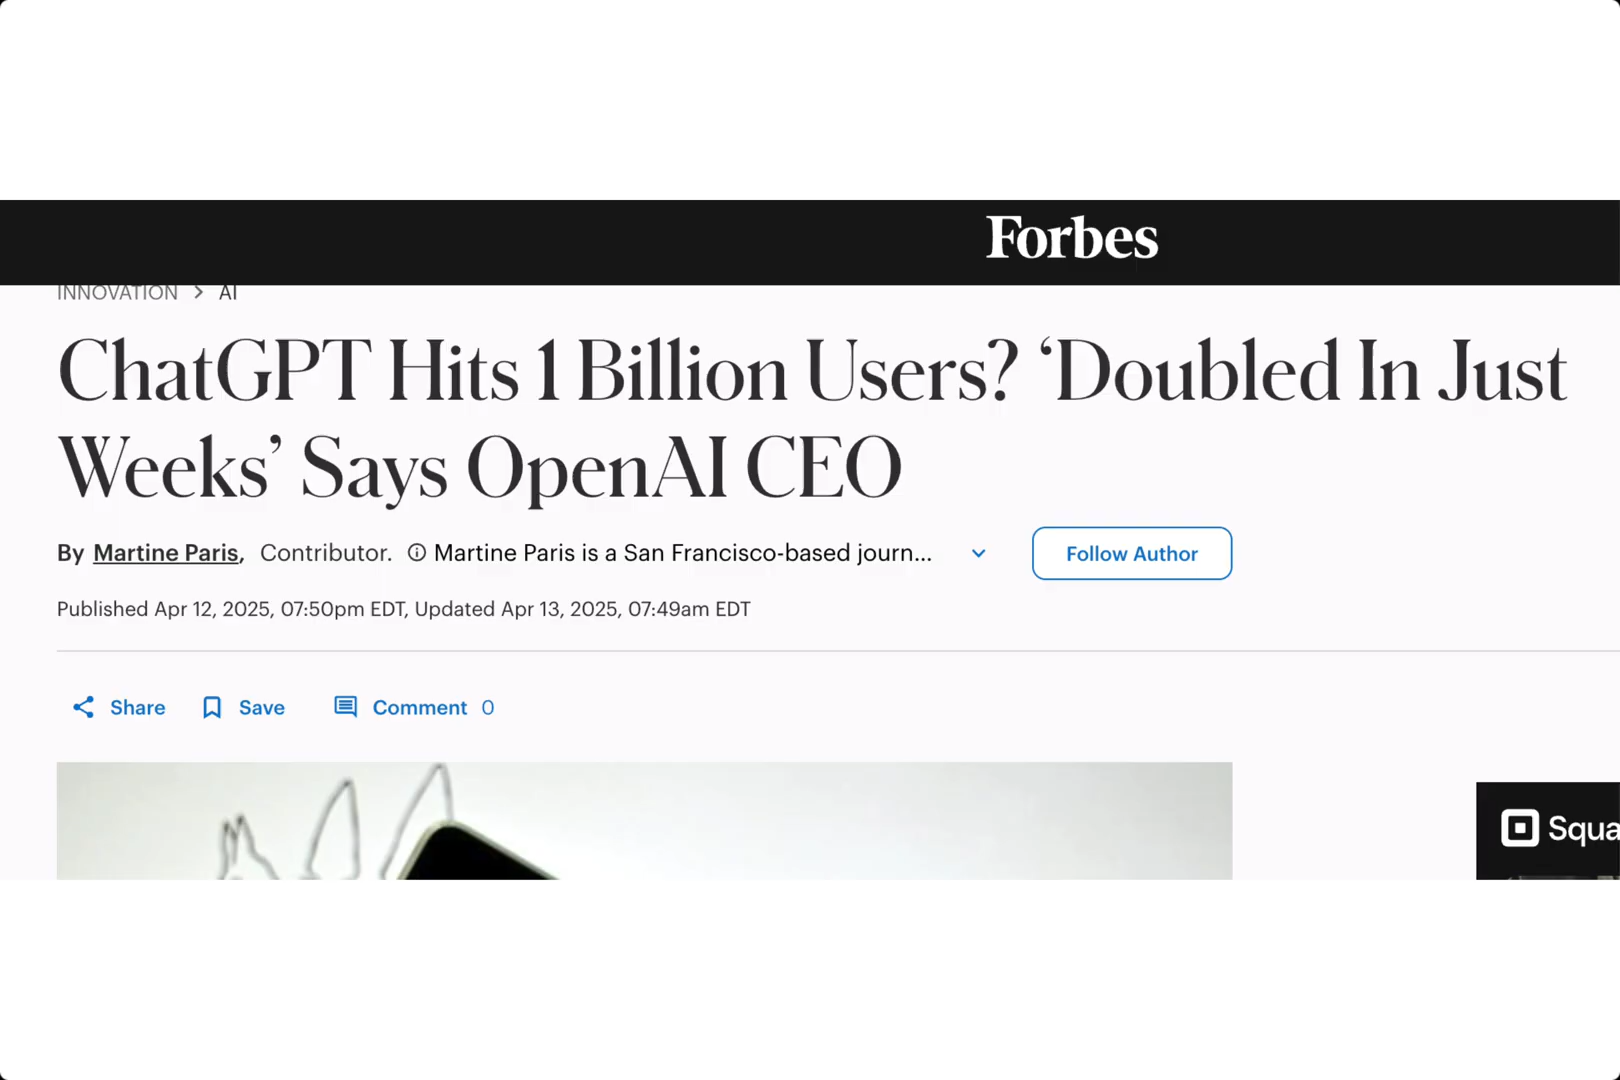 Forbes
INNOVATION > AI
ChatGPT Hits 1 Billion Users? ‘Doubled In Just
Weeks’ Says OpenAI CEO
By Martine Paris, Contributor. ⓘ Martine Paris is a San Francisco-based journ...
Follow Author
Published Apr 12, 2025, 07:50pm EDT, Updated Apr 13, 2025, 07:49am EDT
Share Save Comment 0
Squa